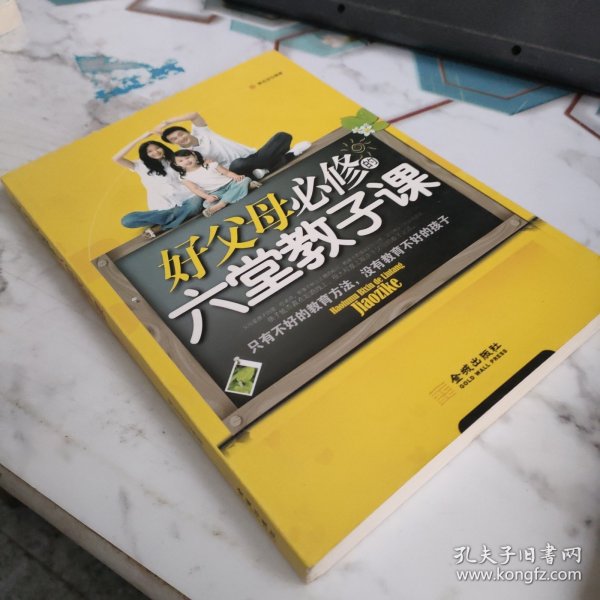 好父母必修的
六堂教子课
只有不好的教育方法，没有教育不好的孩子
Haofumu Bixiu de Liutang
Jiaozike
金城出版社
GOLD WALL PRESS
孔夫子旧书网
www.kongfz.com